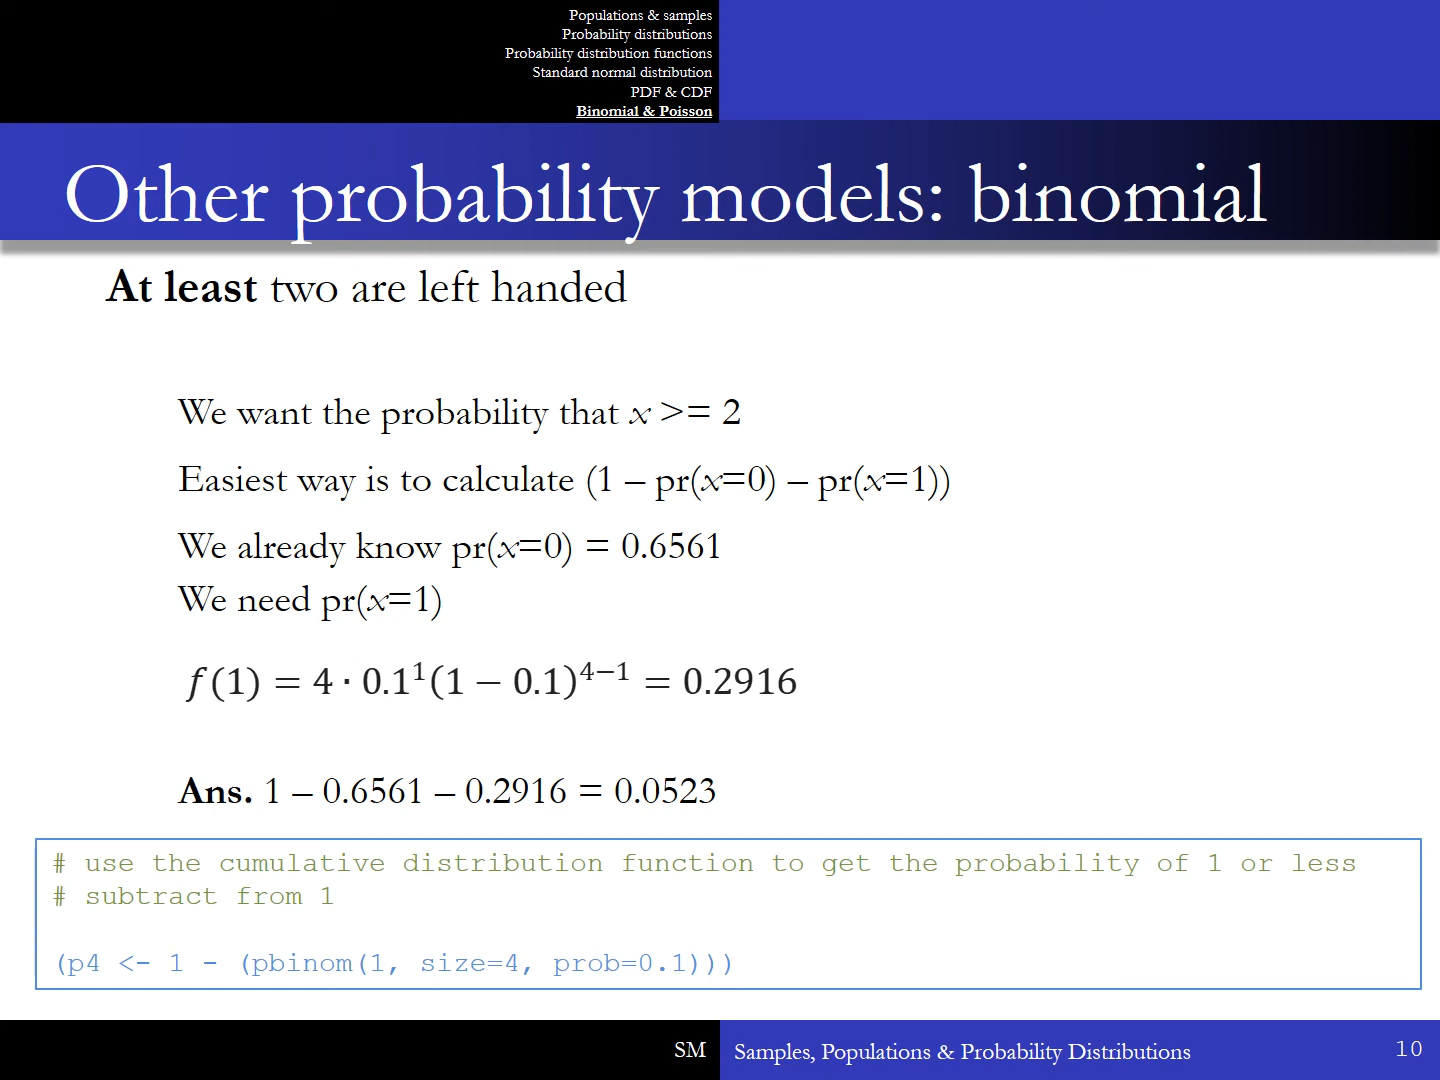 Populations & samples
Probability distributions
Probability distribution functions
Standard normal distribution
PDF & CDF
Binomial & Poisson
Other probability models: binomial
At least two are left handed
We want the probability that x >= 2
Easiest way is to calculate (1 – pr(x=0) – pr(x=1))
We already know pr(x=0) = 0.6561
We need pr(x=1)
f(1) = 4 · 0.1¹(1 − 0.1)⁴⁻¹ = 0.2916
Ans. 1 – 0.6561 – 0.2916 = 0.0523
# use the cumulative distribution function to get the probability of 1 or less
# subtract from 1
(p4 <- 1 - (pbinom(1, size=4, prob=0.1)))
SM
Samples, Populations & Probability Distributions
10